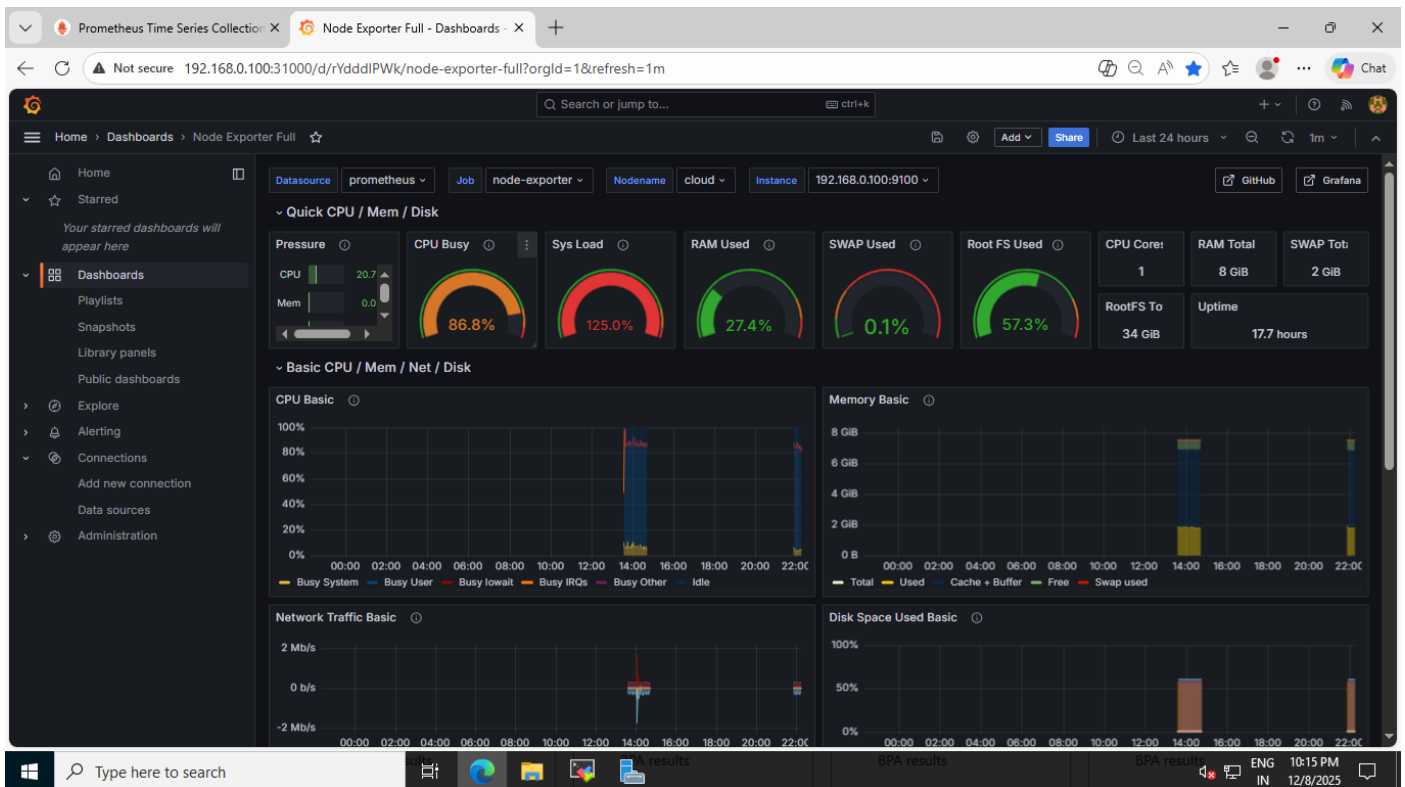 Prometheus Time Series Collection
Node Exporter Full - Dashboards -
Not secure 192.168.0.100:31000/d/rYdddlPWk/node-exporter-full?orgId=1&refresh=1m
Chat
Search or jump to... ctrl+k
Home › Dashboards › Node Exporter Full
Add Share Last 24 hours 1m
Home
Starred
Your starred dashboards will
appear here
Dashboards
Playlists
Snapshots
Library panels
Public dashboards
Explore
Alerting
Connections
Add new connection
Data sources
Administration
Datasource prometheus Job node-exporter Nodename cloud Instance 192.168.0.100:9100 GitHub Grafana
Quick CPU / Mem / Disk
Pressure
CPU 20.7
Mem 0.0
CPU Busy
86.8%
Sys Load
125.0%
RAM Used
27.4%
SWAP Used
0.1%
Root FS Used
57.3%
CPU Cores
1
RAM Total
8 GiB
SWAP Tot
2 GiB
RootFS To
34 GiB
Uptime
17.7 hours
Basic CPU / Mem / Net / Disk
CPU Basic
100%
80%
60%
40%
20%
0%
00:00 02:00 04:00 06:00 08:00 10:00 12:00 14:00 16:00 18:00 20:00 22:00
Busy System Busy User Busy Iowait Busy IRQs Busy Other Idle
Memory Basic
8 GiB
6 GiB
4 GiB
2 GiB
0 B
00:00 02:00 04:00 06:00 08:00 10:00 12:00 14:00 16:00 18:00 20:00 22:00
Total Used Cache + Buffer Free Swap used
Network Traffic Basic
2 Mb/s
0 b/s
-2 Mb/s
00:00 02:00 04:00 06:00 08:00 10:00 12:00 14:00 16:00 18:00 20:00 22:00
Disk Space Used Basic
100%
50%
0%
00:00 02:00 04:00 06:00 08:00 10:00 12:00 14:00 16:00 18:00 20:00 22:00
Type here to search
BPA results
BPA results
ENG
IN
10:15 PM
12/8/2025